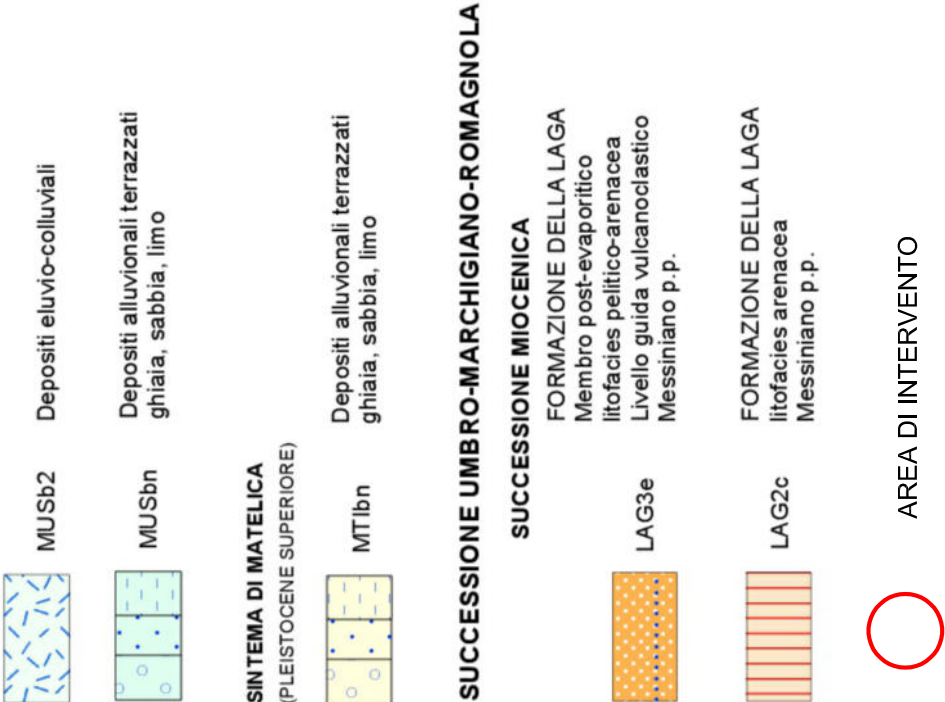 MUSb2 Depositi eluvio-colluviali
MUSbn Depositi alluvionali terrazzati
ghiaia, sabbia, limo
SINTEMA DI MATELICA
(PLEISTOCENE SUPERIORE)
MTIbn Depositi alluvionali terrazzati
ghiaia, sabbia, limo
SUCCESSIONE UMBRO-MARCHIGIANO-ROMAGNOLA
SUCCESSIONE MIOCENICA
FORMAZIONE DELLA LAGA
Membro post-evaporitico
LAG3e litofacies pelitico-arenacea
Livello guida vulcanoclastico
Messiniano p.p.
FORMAZIONE DELLA LAGA
LAG2c litofacies arenacea
Messiniano p.p.
AREA DI INTERVENTO